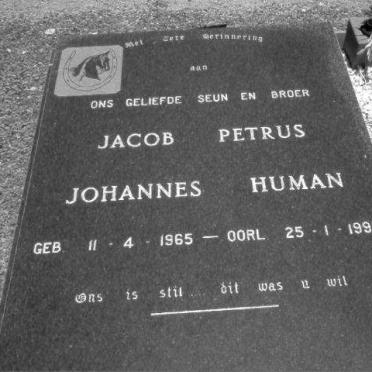 Met Tere Herinnering
aan
ONS GELIEFDE SEUN EN BROER
JACOB PETRUS
JOHANNES HUMAN
GEB 11 - 4 - 1965 — OORL 25 - 1 - 199
Ons is stil .... dit was u wil